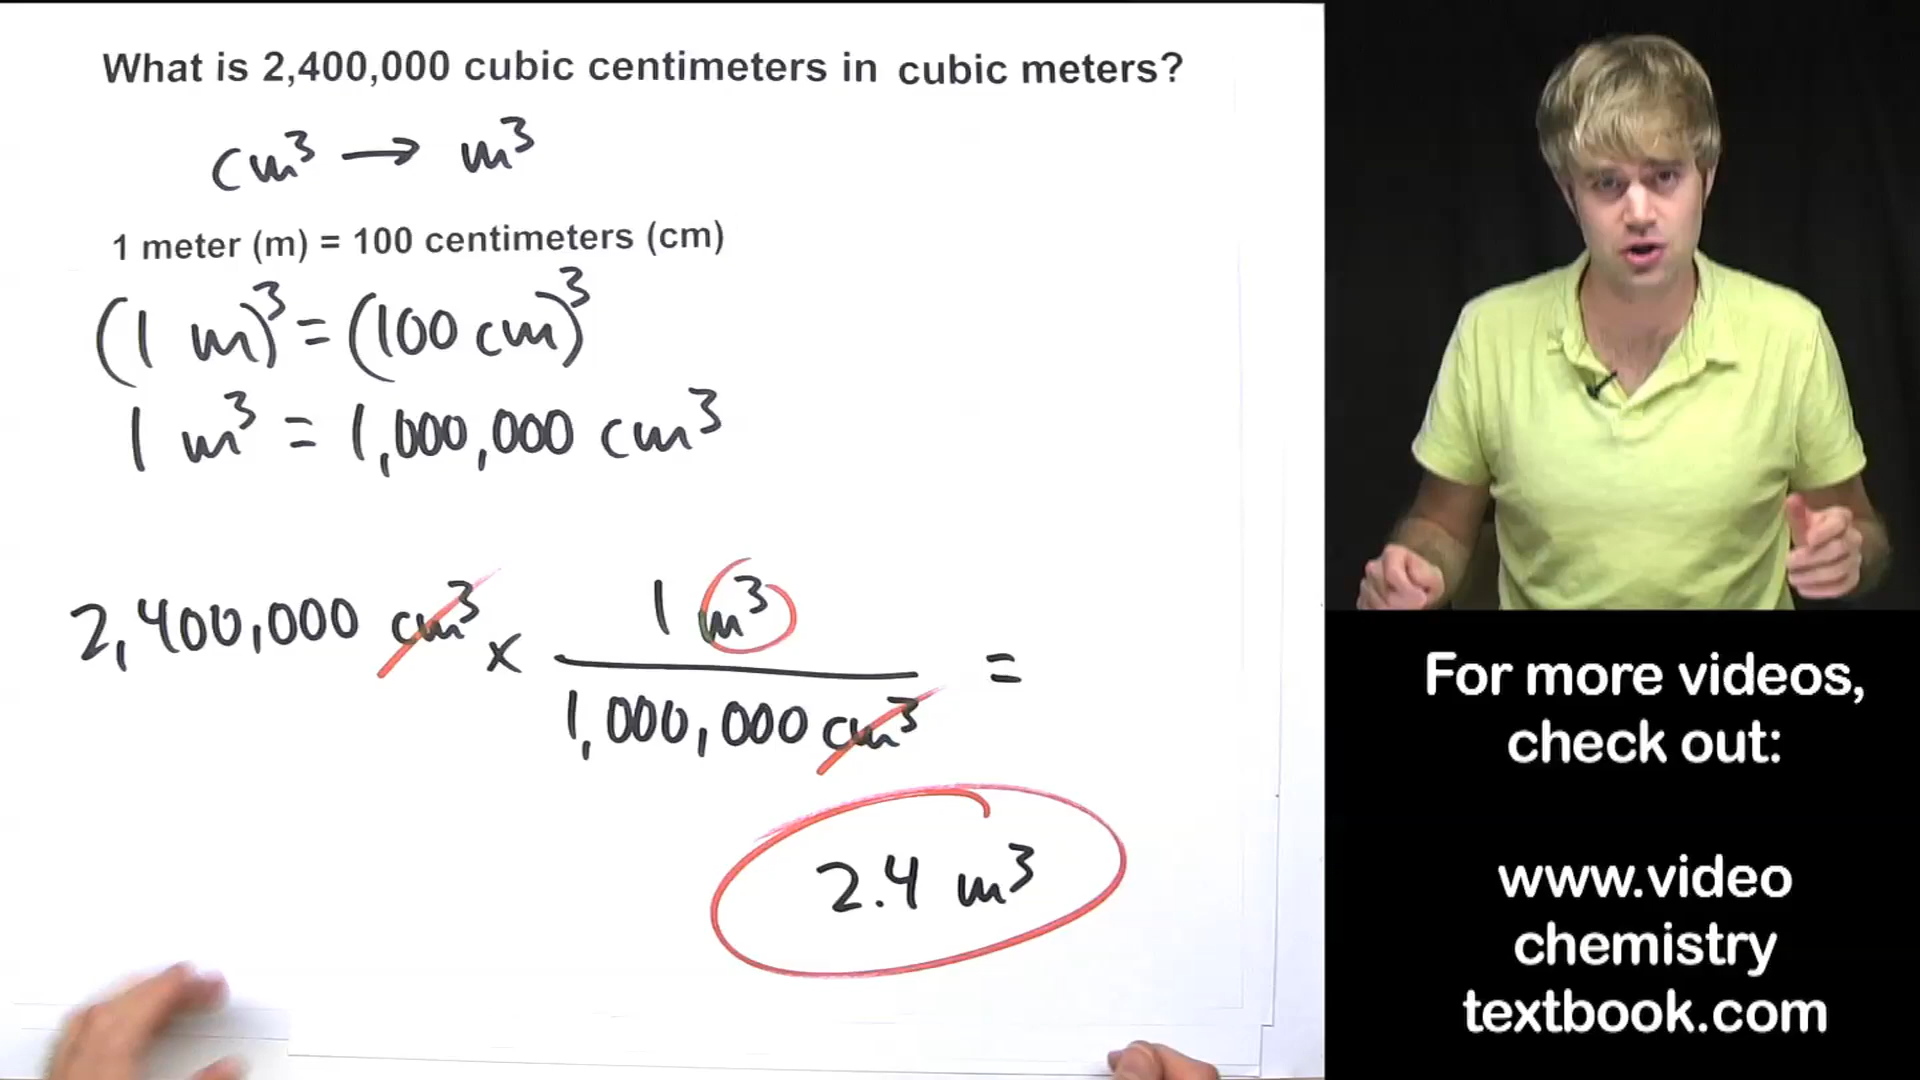 What is 2,400,000 cubic centimeters in cubic meters?
cm³ → m³
1 meter (m) = 100 centimeters (cm)
(1 m)³ = (100 cm)³
1 m³ = 1,000,000 cm³
1 m³
2,400,000 cm³ x =
1,000,000 cm³
2.4 m³
For more videos,
check out:
www.video
chemistry
textbook.com